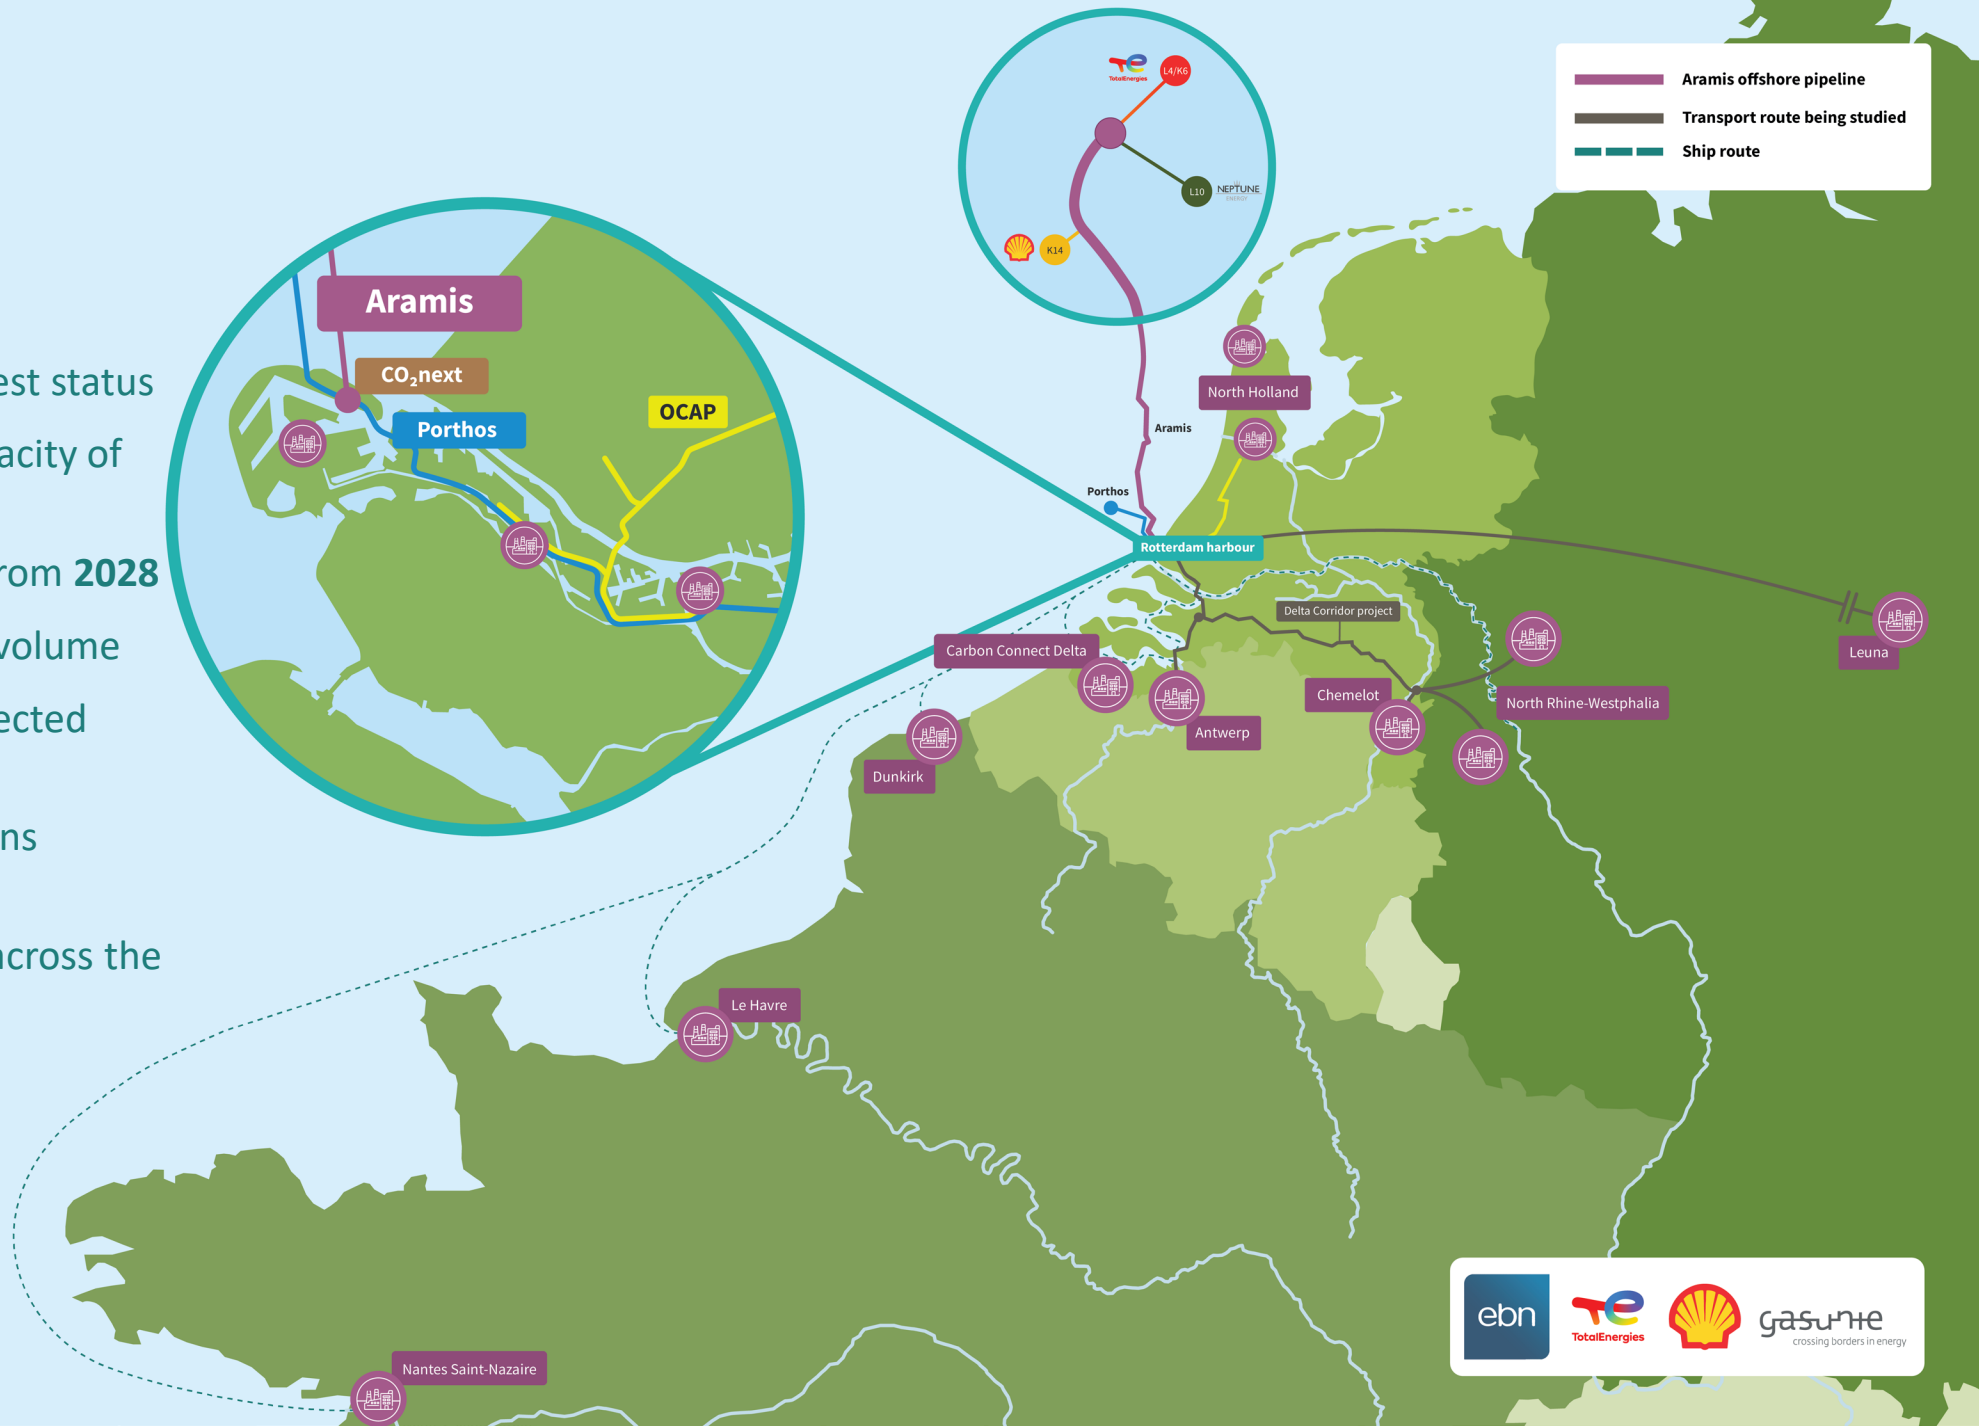 est status
acity of
rom 2028
volume
ected
ns
across the
Aramis offshore pipeline
Transport route being studied
Ship route
TotalEnergies
L4/K6
L10
NEPTUNE
ENERGY
K14
Aramis
CO₂next
Porthos
OCAP
North Holland
Aramis
Porthos
Rotterdam harbour
Delta Corridor project
Leuna
Carbon Connect Delta
Chemelot
North Rhine-Westphalia
Antwerp
Dunkirk
Le Havre
Nantes Saint-Nazaire
ebn
TotalEnergies
gasunie
crossing borders in energy